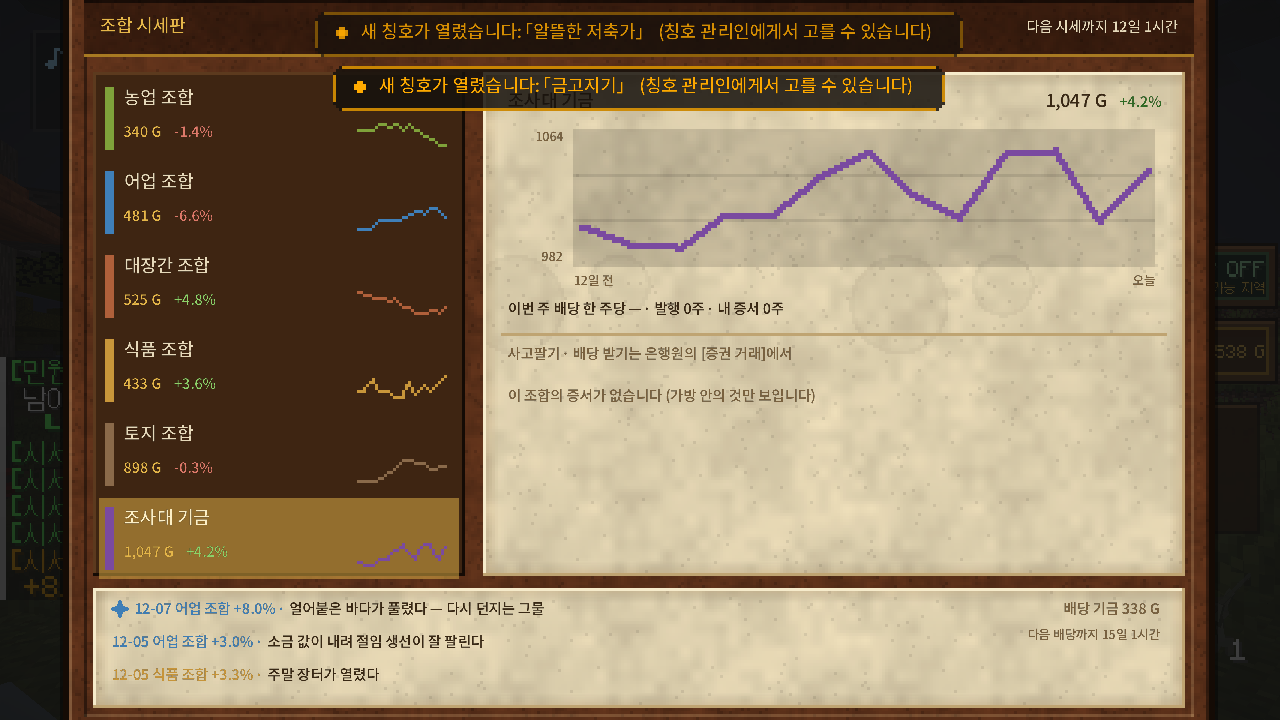 조합 시세판
새 칭호가 열렸습니다: 「알뜰한 저축가」 (칭호 관리인에게서 고를 수 있습니다)
다음 시세까지 12일 1시간
새 칭호가 열렸습니다: 「금고지기」 (칭호 관리인에게서 고를 수 있습니다)
농업 조합
340 G -1.4%
어업 조합
481 G -6.6%
대장간 조합
525 G +4.8%
식품 조합
433 G +3.6%
토지 조합
898 G -0.3%
조사대 기금
1,047 G +4.2%
조사대 기금
1,047 G +4.2%
1064
982
12일 전
오늘
이번 주 배당 한 주당 — · 발행 0주 · 내 증서 0주
사고팔기 · 배당 받기는 은행원의 [증권 거래]에서
이 조합의 증서가 없습니다 (가방 안의 것만 보입니다)
12-07 어업 조합 +8.0% · 열어붙은 바다가 풀렸다 — 다시 던지는 그물
12-05 어업 조합 +3.0% · 소금 값이 내려 절임 생선이 잘 팔린다
12-05 식품 조합 +3.3% · 주말 장터가 열렸다
배당 기금 338 G
다음 배당까지 15일 1시간
OFF
지역
538 G
1
[민원
+8.